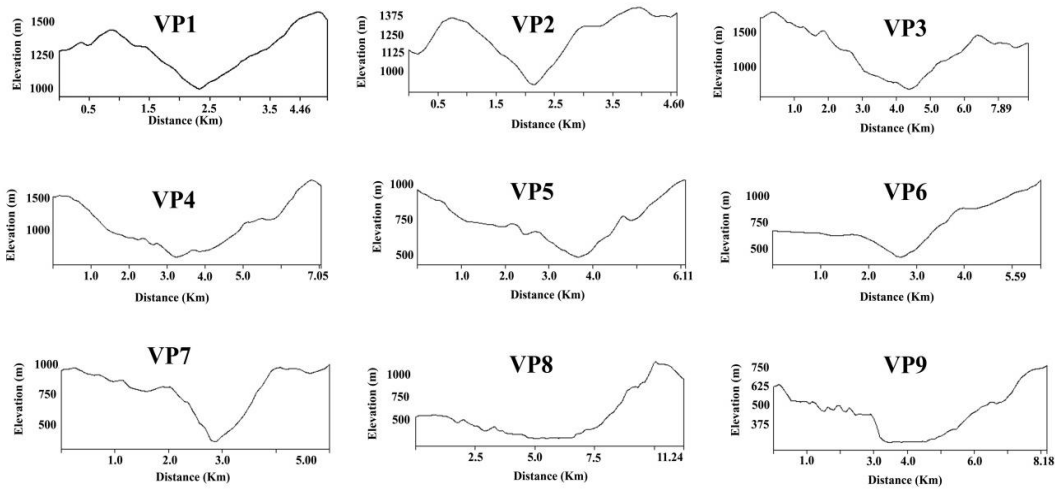 VP1
Elevation (m)
1500
1250
1000
0.5
1.5
2.5
3.5
4.46
Distance (Km)
VP2
Elevation (m)
1375
1250
1125
1000
0.5
1.5
2.5
3.5
4.60
Distance (Km)
VP3
Elevation (m)
1500
1000
1.0
2.0
3.0
4.0
5.0
6.0
7.89
Distance (Km)
VP4
Elevation (m)
1500
1000
1.0
2.0
3.0
4.0
5.0
7.05
Distance (Km)
VP5
Elevation (m)
1000
750
500
1.0
2.0
3.0
4.0
6.11
Distance (Km)
VP6
Elevation (m)
1000
750
500
1.0
2.0
3.0
4.0
5.59
Distance (Km)
VP7
Elevation (m)
1000
750
500
1.0
2.0
3.0
5.00
Distance (Km)
VP8
Elevation (m)
1000
500
2.5
5.0
7.5
11.24
Distance (Km)
VP9
Elevation (m)
750
625
500
375
1.0
3.0
4.0
6.0
8.18
Distance (Km)